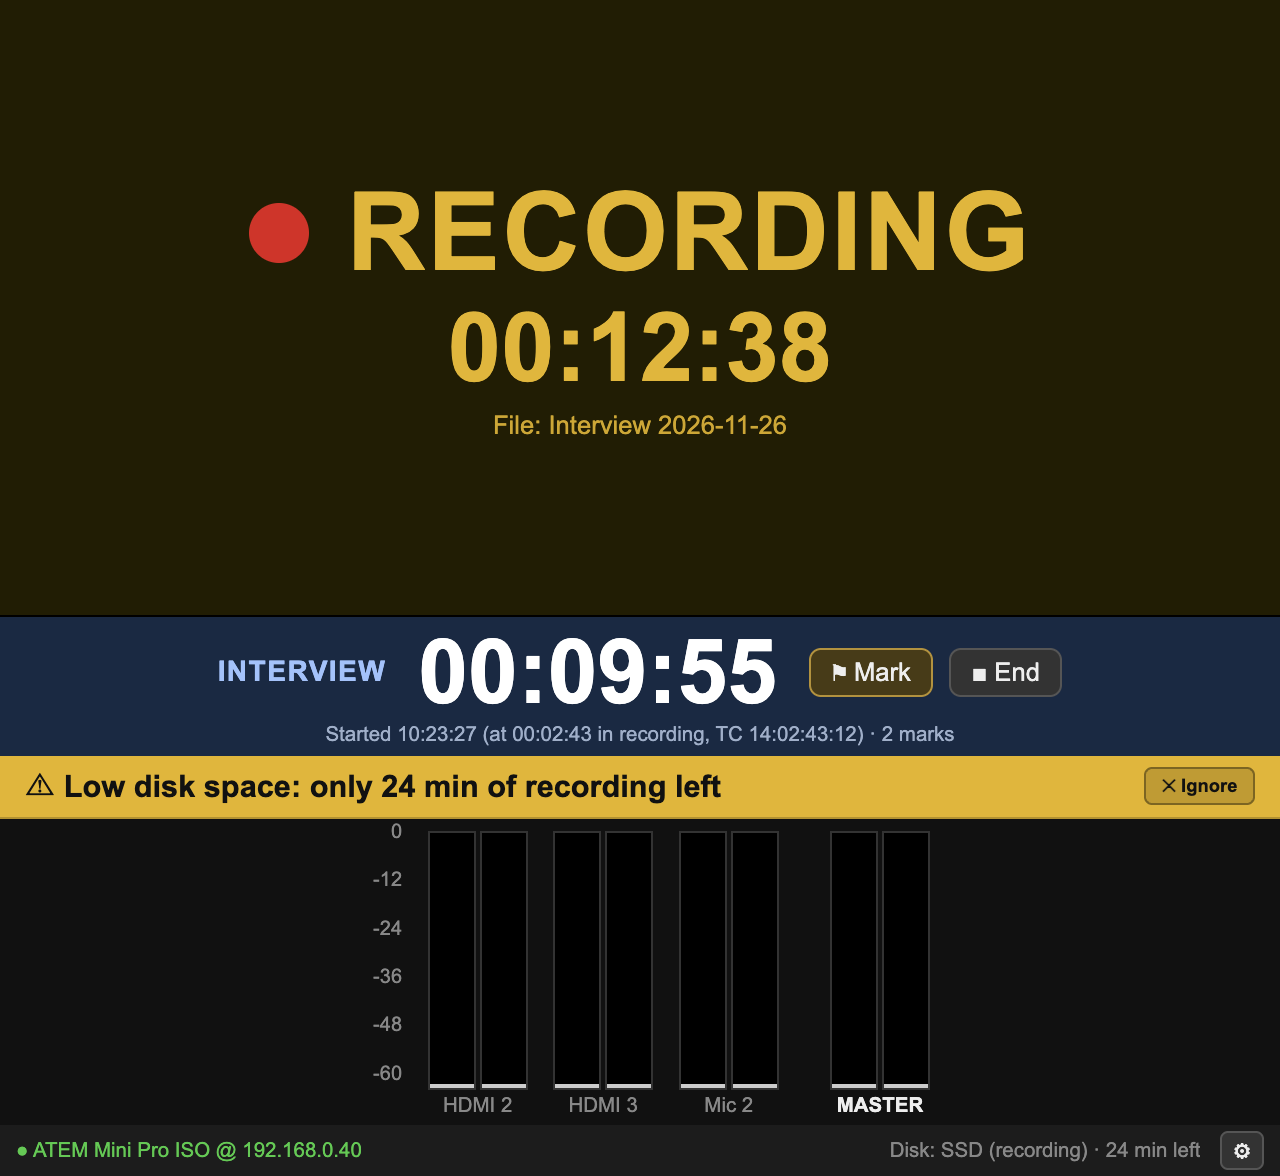 RECORDING
00:12:38
File: Interview 2026-11-26
INTERVIEW 00:09:55 ⚑ Mark ■ End
Started 10:23:27 (at 00:02:43 in recording, TC 14:02:43:12) · 2 marks
⚠ Low disk space: only 24 min of recording left ✕ Ignore
0
-12
-24
-36
-48
-60
HDMI 2 HDMI 3 Mic 2 MASTER
● ATEM Mini Pro ISO @ 192.168.0.40 Disk: SSD (recording) · 24 min left ⚙